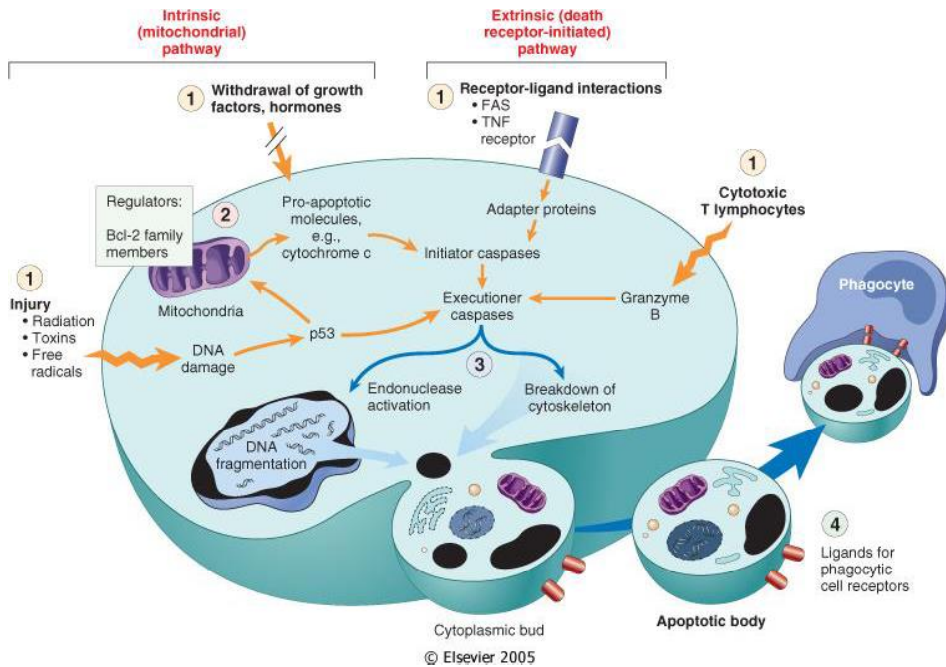 Intrinsic
(mitochondrial)
pathway
Extrinsic (death
receptor-initiated)
pathway
1
Withdrawal of growth
factors, hormones
1
Receptor-ligand interactions
• FAS
• TNF
receptor
1
Cytotoxic
T lymphocytes
Regulators:
Bcl-2 family
members
2
Pro-apoptotic
molecules,
e.g.,
cytochrome c
Adapter proteins
Initiator caspases
Mitochondria
1
Injury
• Radiation
• Toxins
• Free
radicals
DNA
damage
p53
Executioner
caspases
Granzyme
B
Phagocyte
3
Endonuclease
activation
Breakdown of
cytoskeleton
DNA
fragmentation
4
Ligands for
phagocytic
cell receptors
Cytoplasmic bud
Apoptotic body
© Elsevier 2005